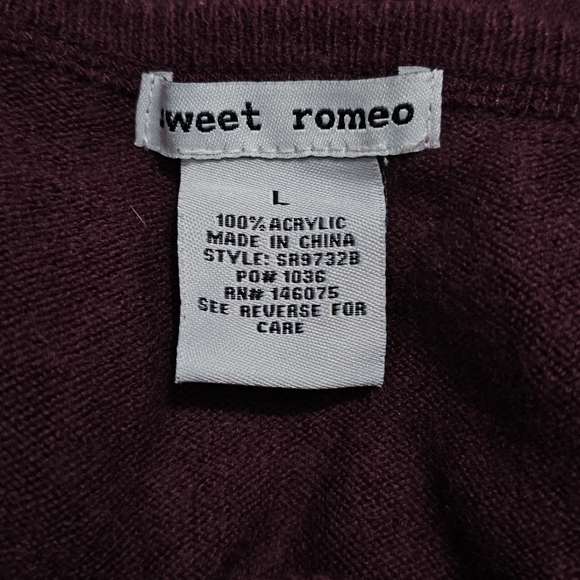 sweet romeo
L
100% ACRYLIC
MADE IN CHINA
STYLE: SR9732B
PO# 1036
RN# 146075
SEE REVERSE FOR
CARE